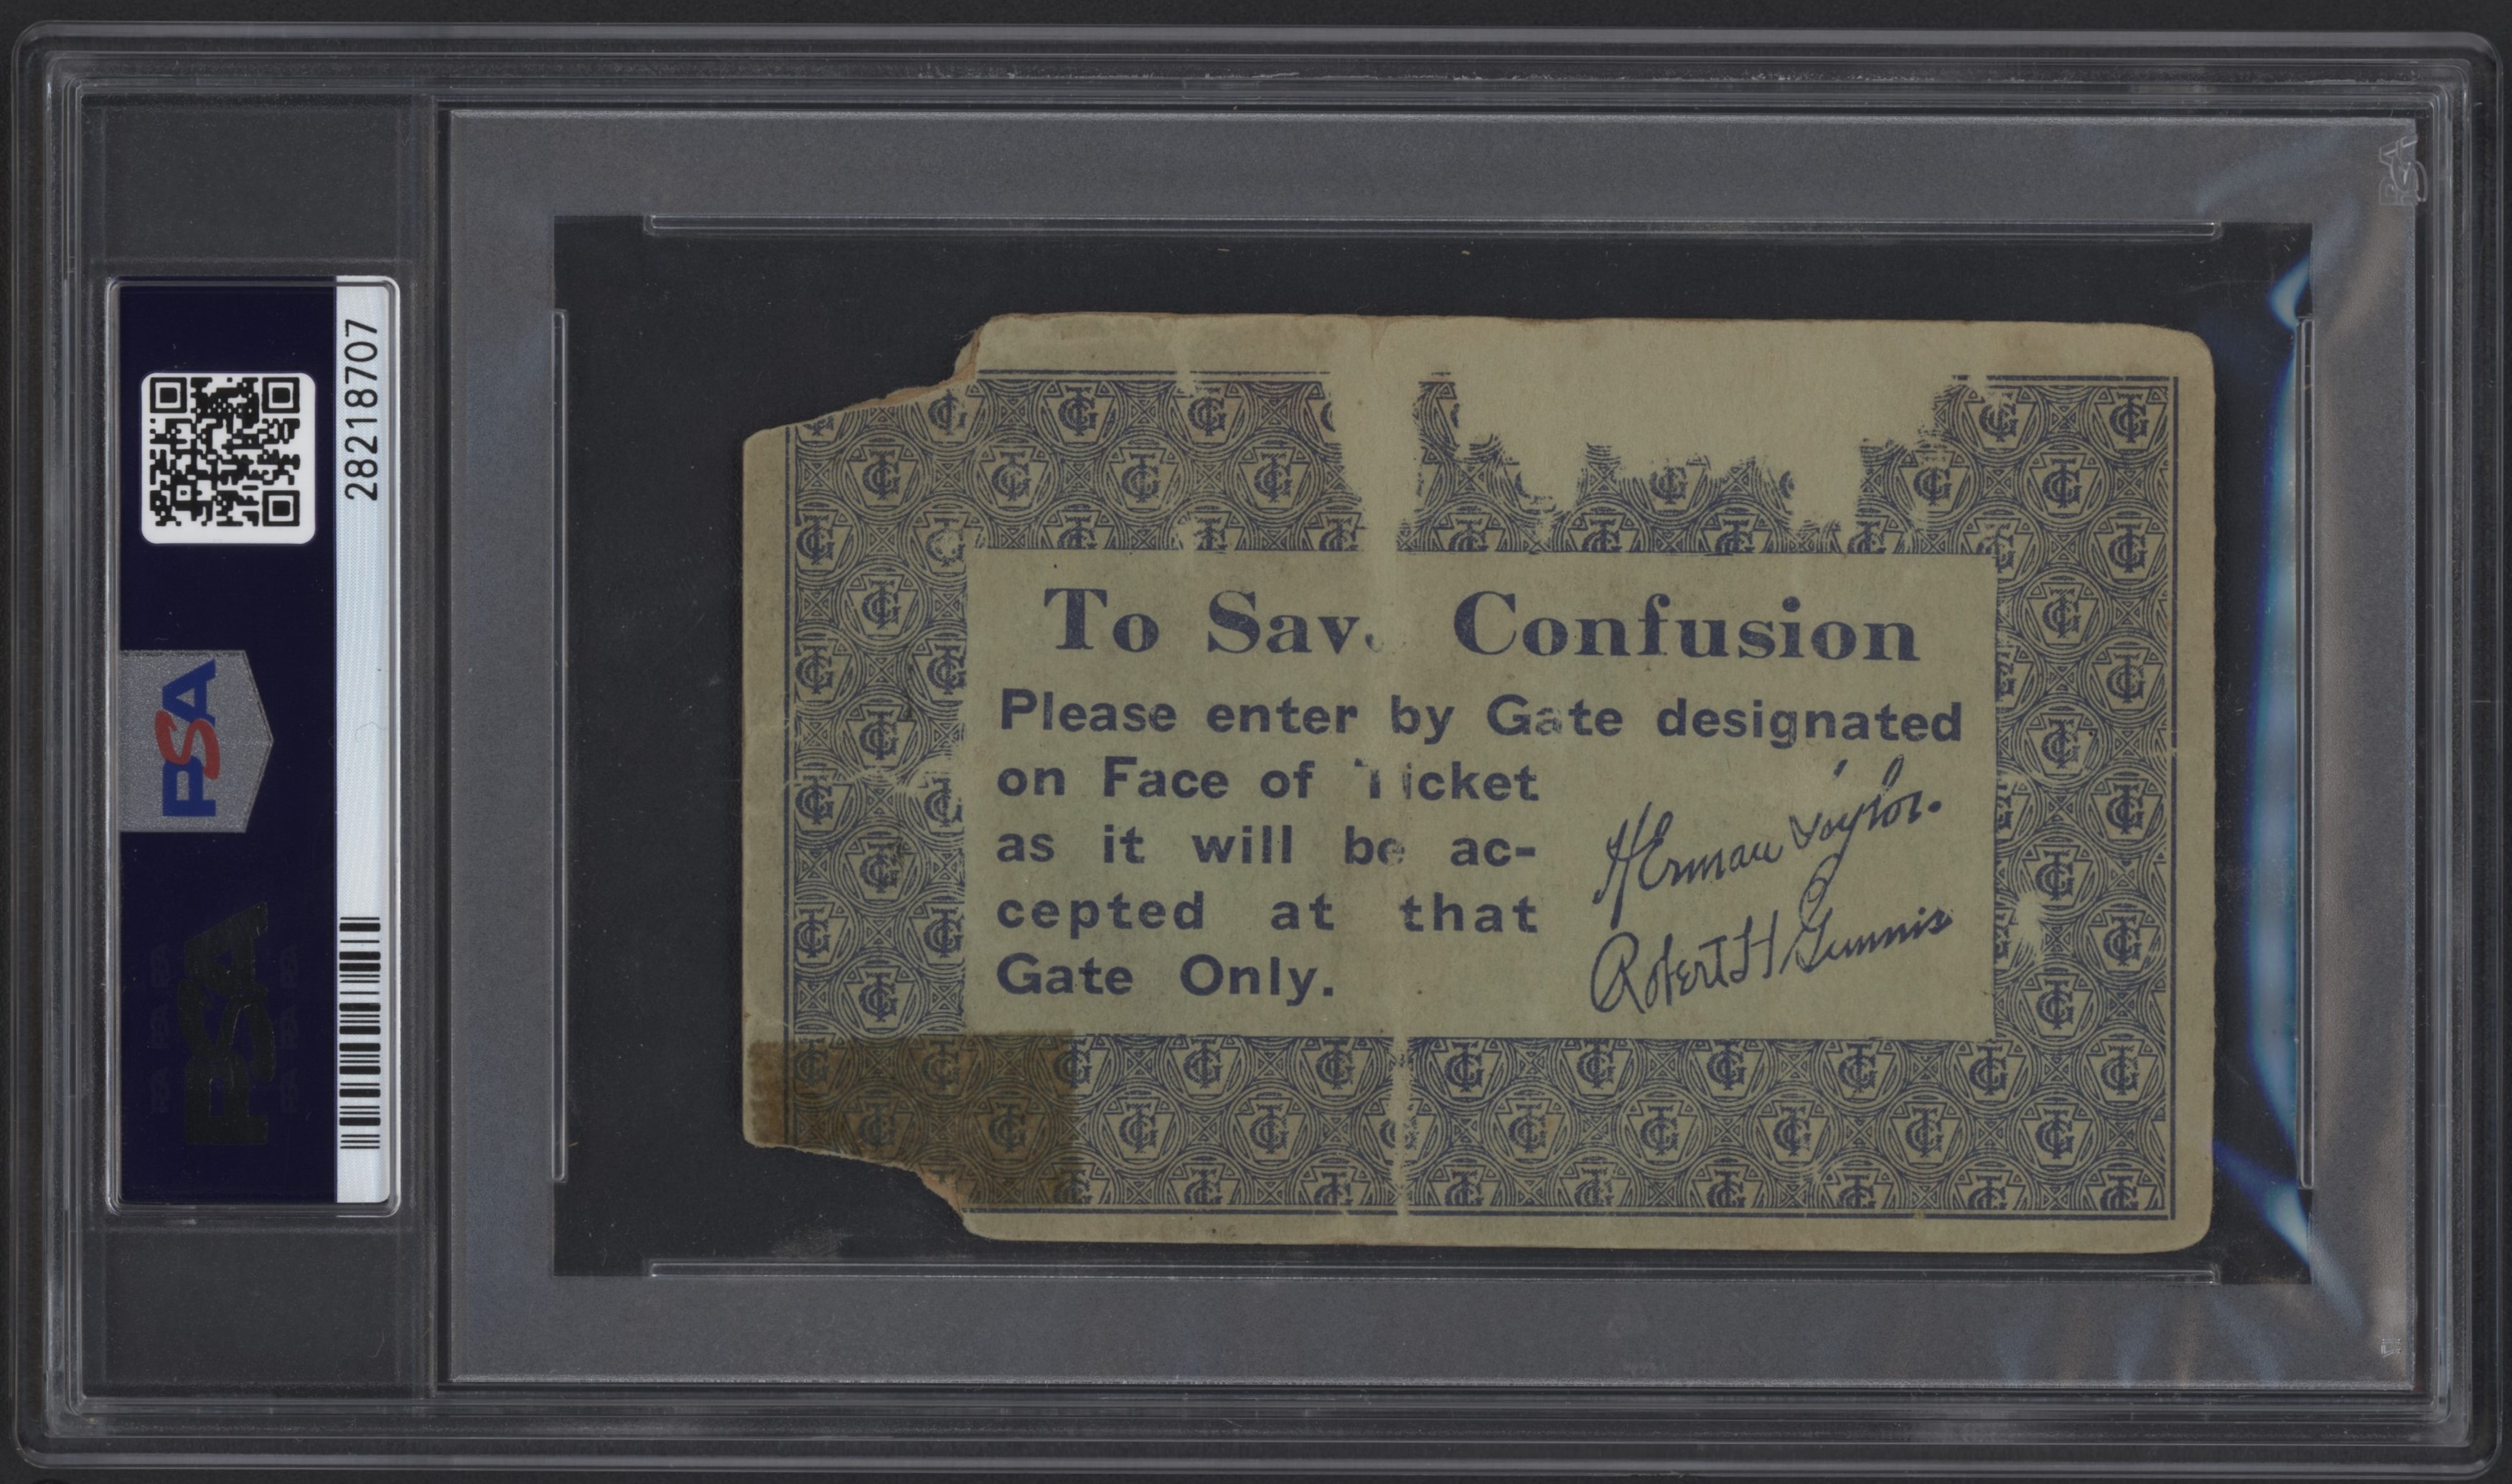 28218707
PSA
PSA
To Sav Confusion
Please enter by Gate designated
on Face of Ticket
as it will be ac-
cepted at that
Gate Only.
Herman Taylor.
Robert H Gunnis